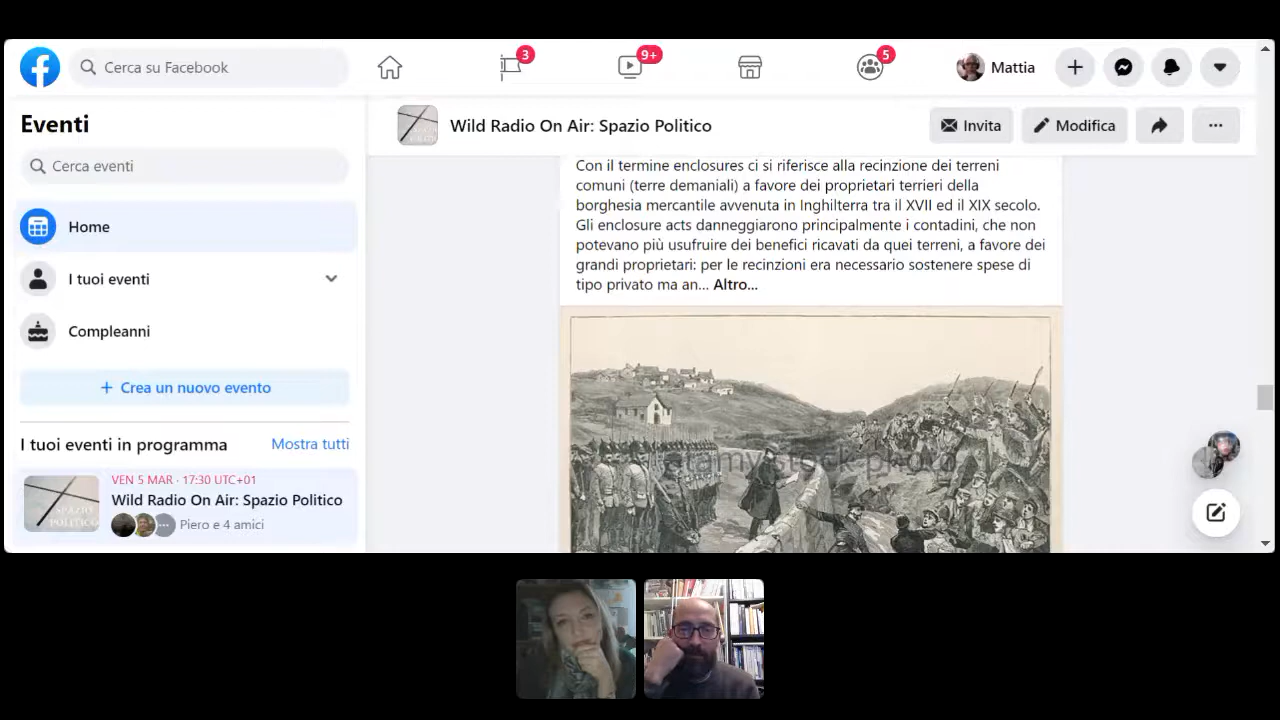 Cerca su Facebook
3
9+
5
Mattia
Eventi
Cerca eventi
Home
I tuoi eventi
Compleanni
+ Crea un nuovo evento
I tuoi eventi in programma
Mostra tutti
VEN 5 MAR · 17:30 UTC+01
Wild Radio On Air: Spazio Politico
Piero e 4 amici
SPAZIO
POLITICO
Wild Radio On Air: Spazio Politico
Invita
Modifica
Con il termine enclosures ci si riferisce alla recinzione dei terreni
comuni (terre demaniali) a favore dei proprietari terrieri della
borghesia mercantile avvenuta in Inghilterra tra il XVII ed il XIX secolo.
Gli enclosure acts danneggiarono principalmente i contadini, che non
potevano più usufruire dei benefici ricavati da quei terreni, a favore dei
grandi proprietari: per le recinzioni era necessario sostenere spese di
tipo privato ma an... Altro...
alamy stock photo